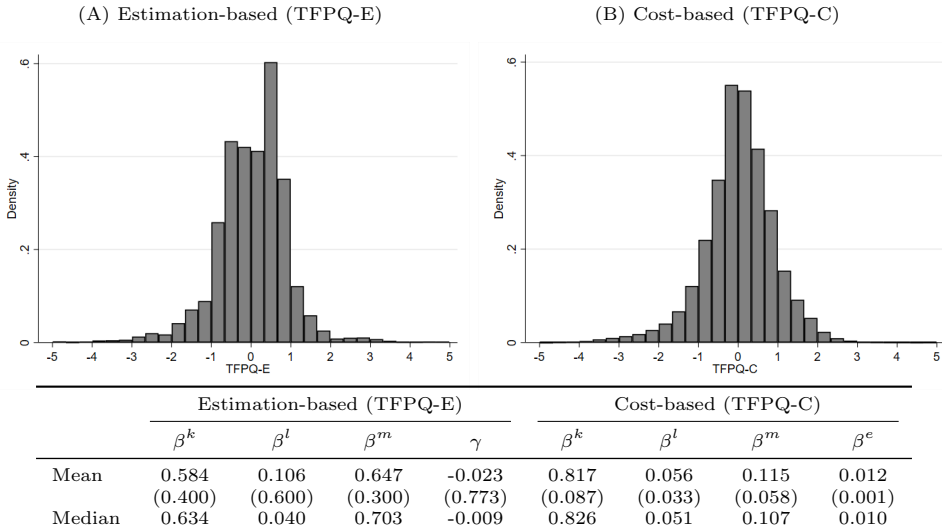 (A) Estimation-based (TFPQ-E) (B) Cost-based (TFPQ-C)
.6
.4
.2
0
Density
-5 -4 -3 -2 -1 0 1 2 3 4 5
TFPQ-E
.6
.4
.2
0
Density
-5 -4 -3 -2 -1 0 1 2 3 4 5
TFPQ-C
Estimation-based (TFPQ-E) Cost-based (TFPQ-C)
β^k β^l β^m γ β^k β^l β^m β^e
Mean 0.584 0.106 0.647 -0.023 0.817 0.056 0.115 0.012
(0.400) (0.600) (0.300) (0.773) (0.087) (0.033) (0.058) (0.001)
Median 0.634 0.040 0.703 -0.009 0.826 0.051 0.107 0.010